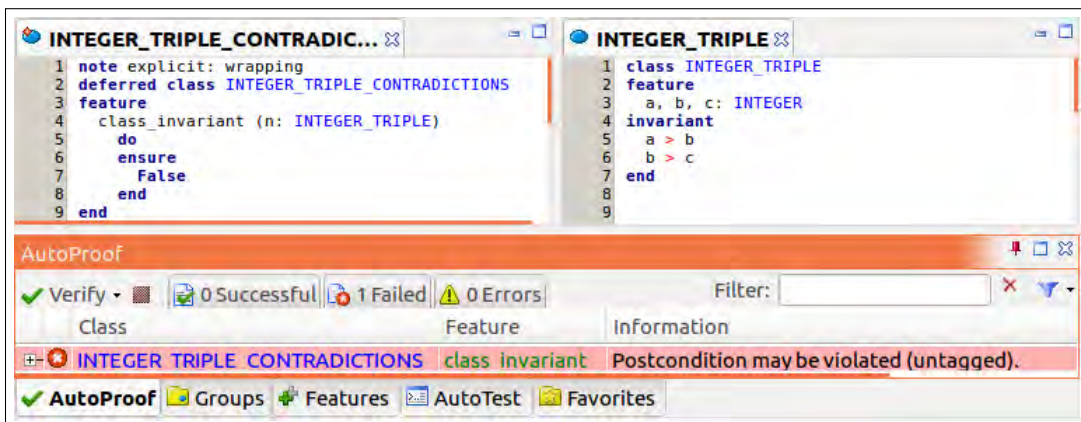 INTEGER_TRIPLE_CONTRADIC...
1 note explicit: wrapping
2 deferred class INTEGER_TRIPLE_CONTRADICTIONS
3 feature
4 class_invariant (n: INTEGER_TRIPLE)
5 do
6 ensure
7 False
8 end
9 end
INTEGER_TRIPLE
1 class INTEGER_TRIPLE
2 feature
3 a, b, c: INTEGER
4 invariant
5 a > b
6 b > c
7 end
8
9
AutoProof
Verify 0 Successful 1 Failed 0 Errors Filter:
Class Feature Information
INTEGER_TRIPLE_CONTRADICTIONS class_invariant Postcondition may be violated (untagged).
AutoProof Groups Features AutoTest Favorites